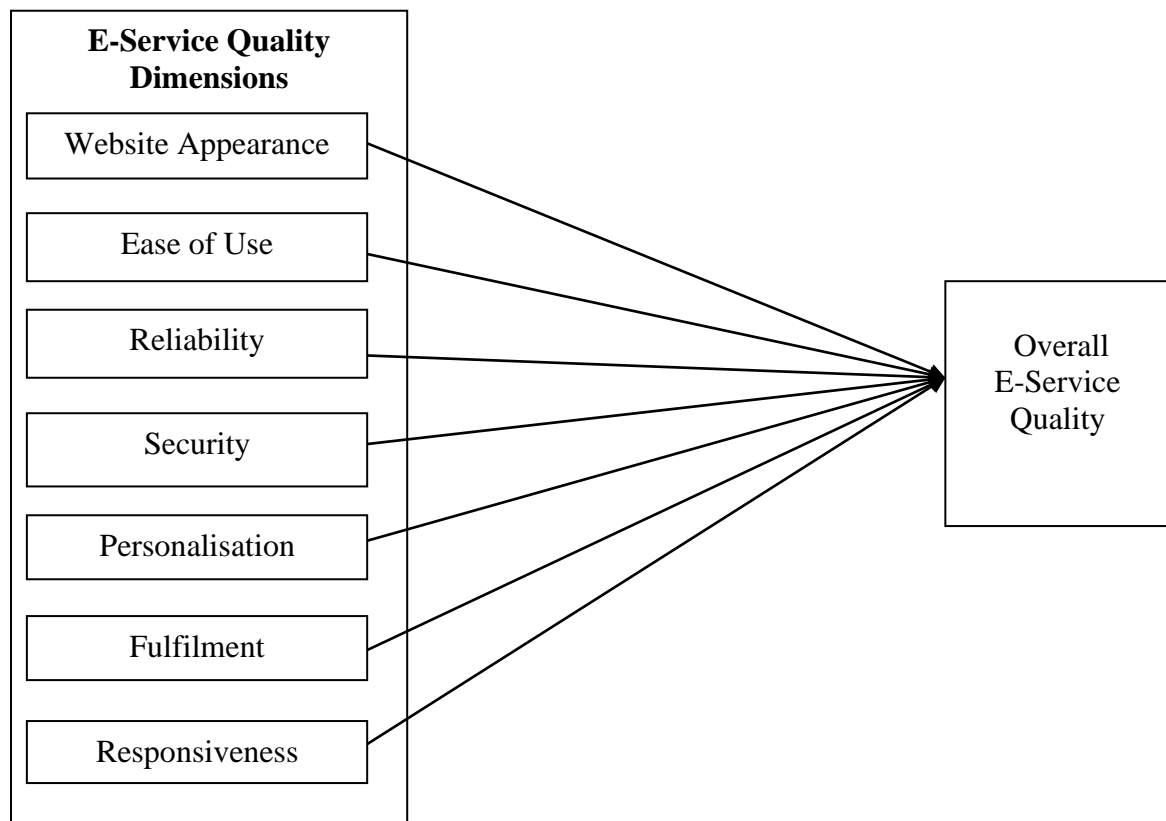 E-Service Quality
Dimensions
Website Appearance
Ease of Use
Reliability
Security
Personalisation
Fulfilment
Responsiveness
Overall
E-Service
Quality